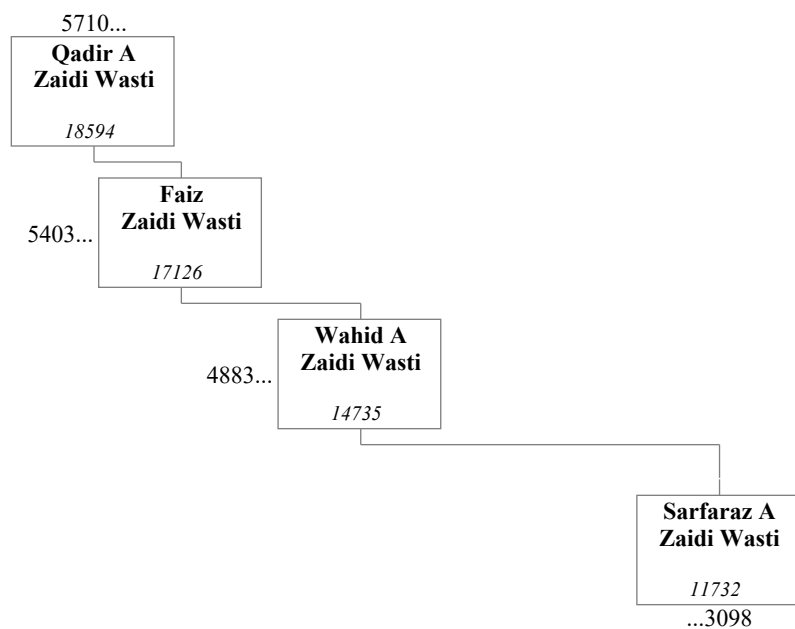 5710...
Qadir A
Zaidi Wasti
18594
Faiz
Zaidi Wasti
5403...
17126
Wahid A
Zaidi Wasti
4883...
14735
Sarfaraz A
Zaidi Wasti
11732
...3098